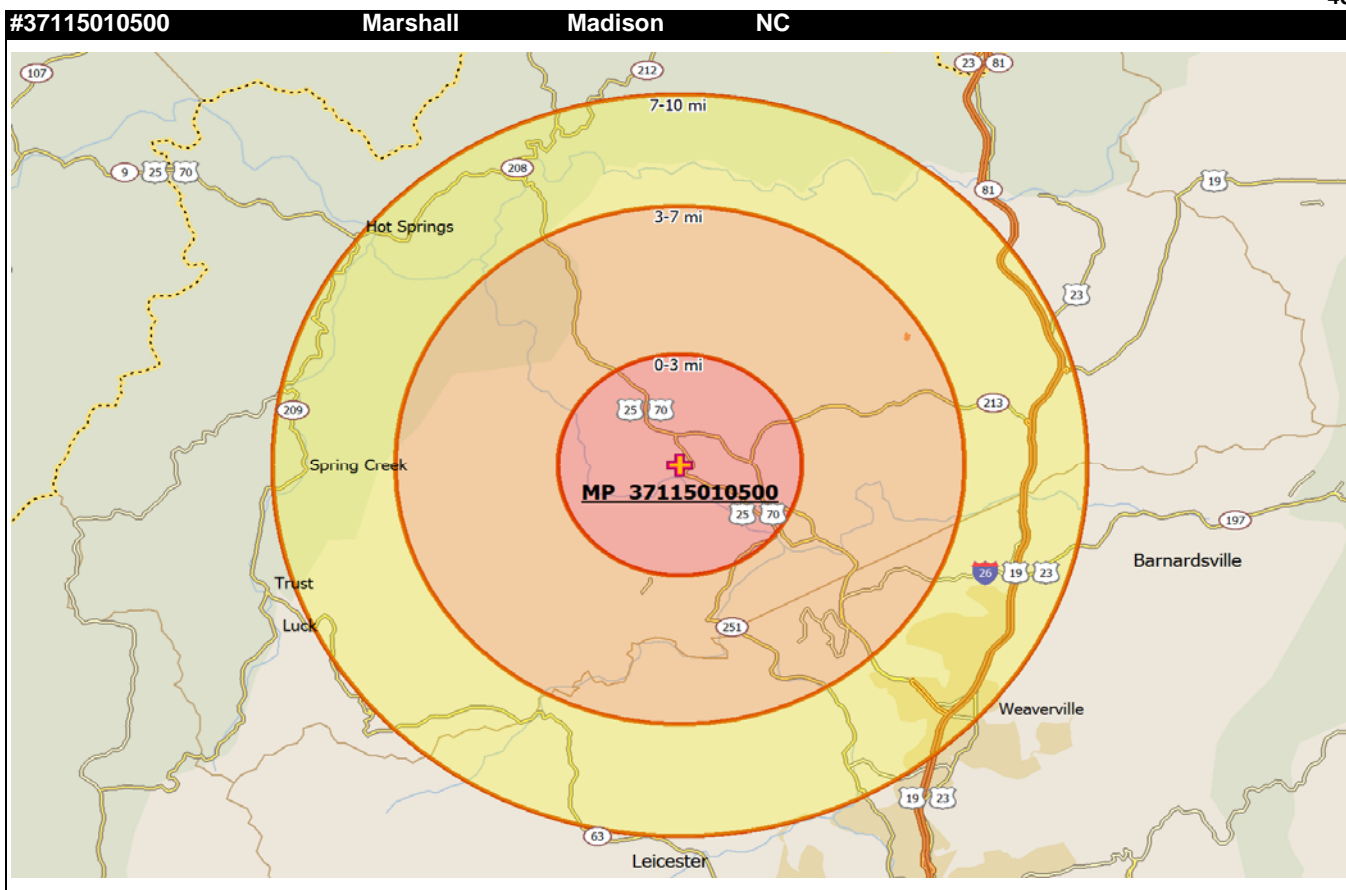 #37115010500 Marshall Madison NC
107
212
23 81
7-10 mi
9 25 70
208
81
19
3-7 mi
Hot Springs
23
0-3 mi
209
25 70
213
Spring Creek
MP 37115010500
25 70
197
Barnardsville
26 19 23
Trust
Luck
251
Weaverville
19 23
63
Leicester